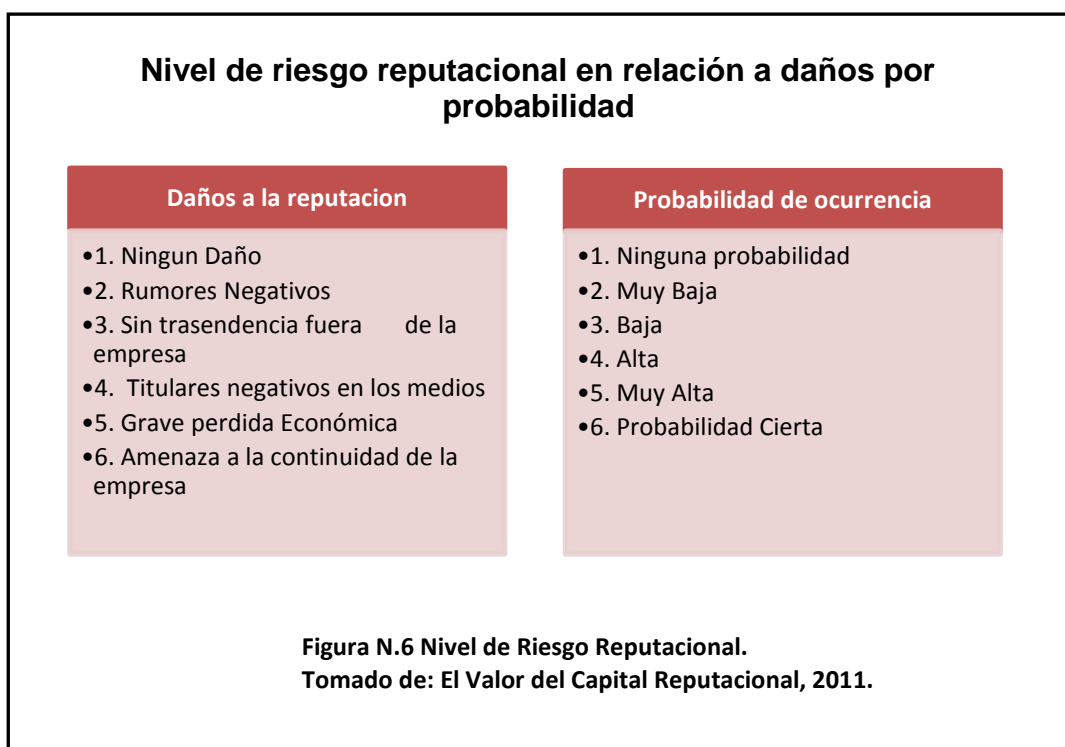 Nivel de riesgo reputacional en relación a daños por
probabilidad
Daños a la reputacion
•1. Ningun Daño
•2. Rumores Negativos
•3. Sin trasendencia fuera de la
empresa
•4. Titulares negativos en los medios
•5. Grave perdida Económica
•6. Amenaza a la continuidad de la
empresa
Probabilidad de ocurrencia
•1. Ninguna probabilidad
•2. Muy Baja
•3. Baja
•4. Alta
•5. Muy Alta
•6. Probabilidad Cierta
Figura N.6 Nivel de Riesgo Reputacional.
Tomado de: El Valor del Capital Reputacional, 2011.